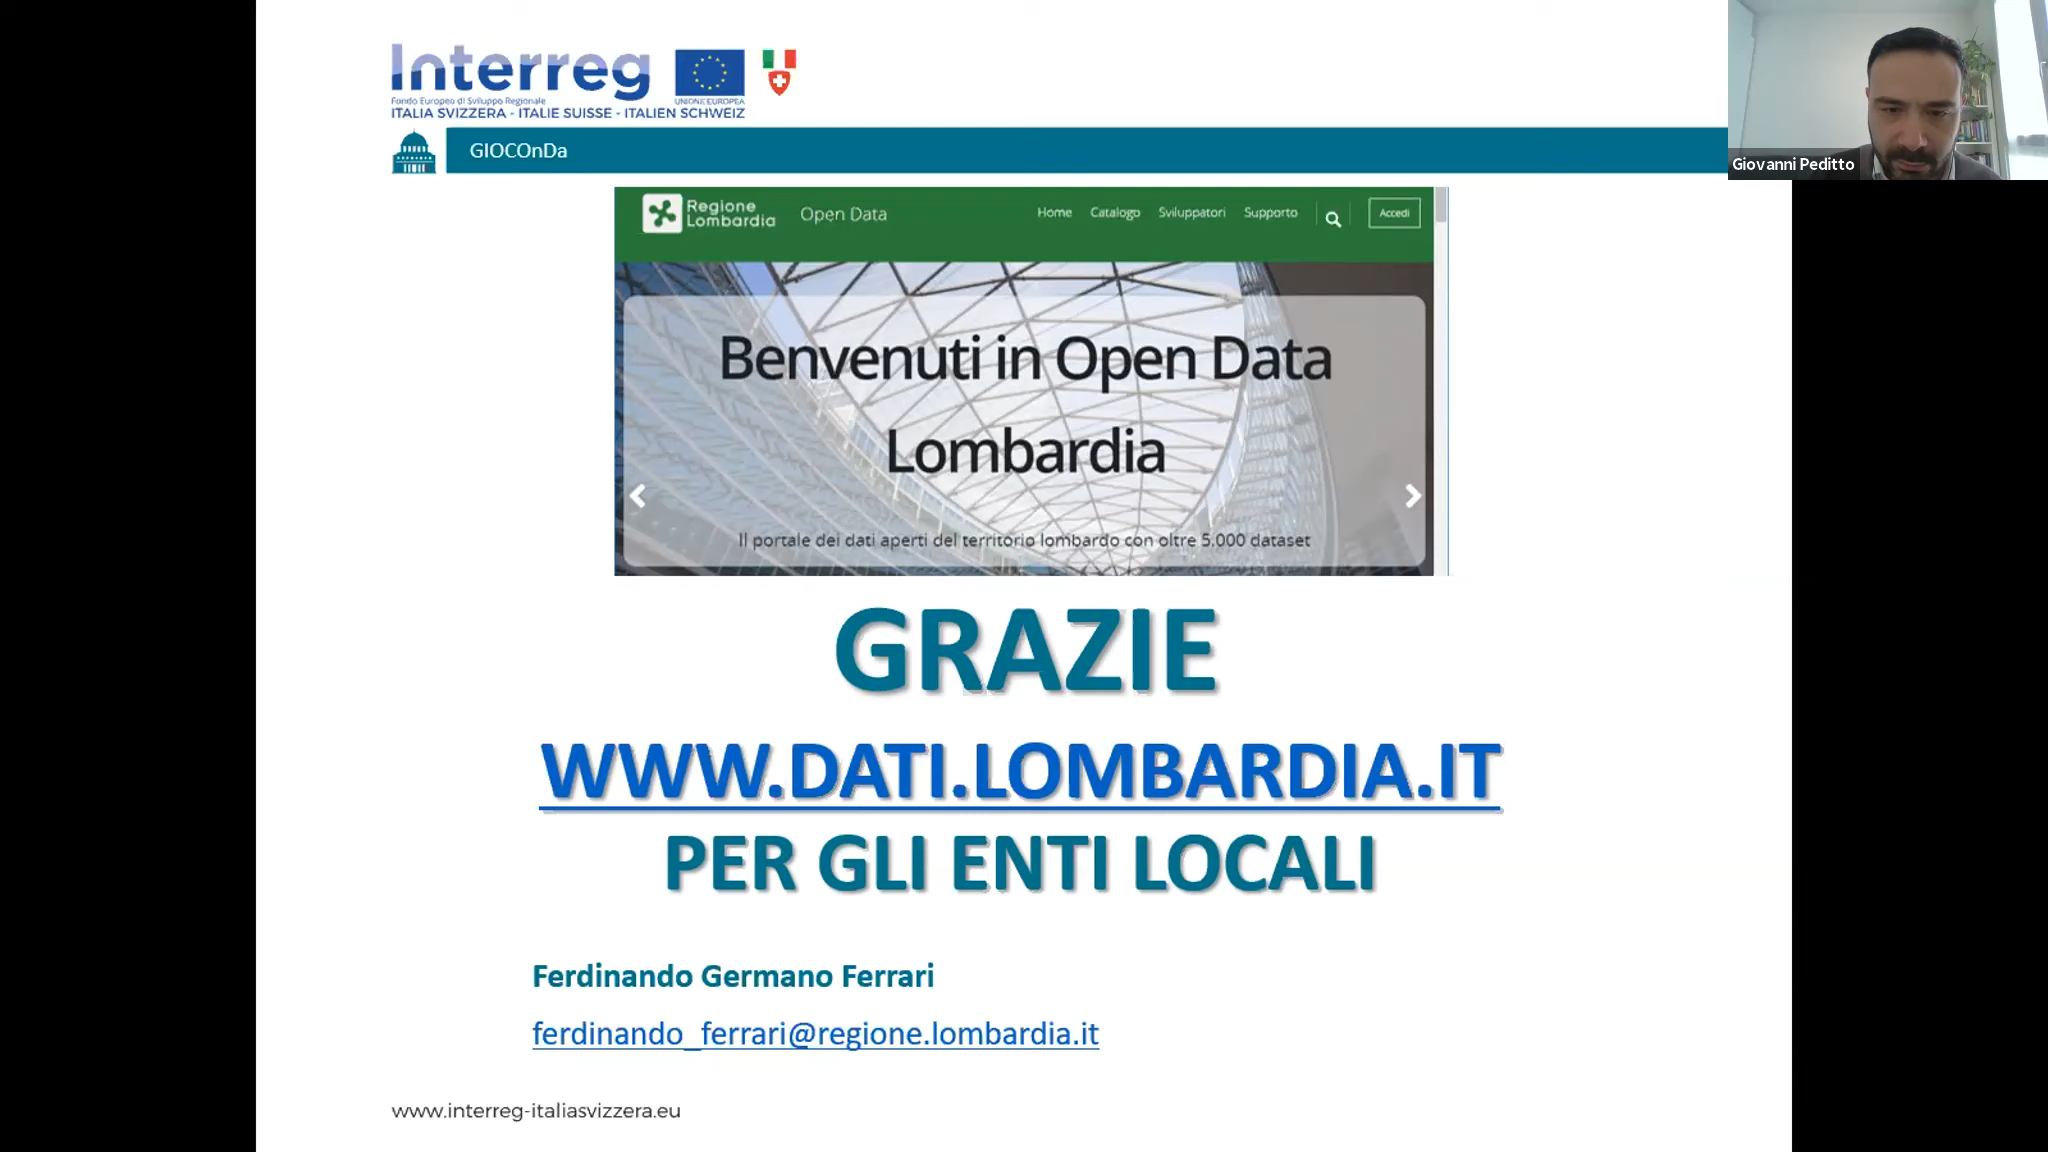 Interreg
Fondo Europeo di Sviluppo Regionale
UNIONE EUROPEA
ITALIA SVIZZERA - ITALIE SUISSE - ITALIEN SCHWEIZ
GIOCOnDa
Giovanni Peditto
Regione
Lombardia
Open Data
Home Catalogo Sviluppatori Supporto
Accedi
Benvenuti in Open Data
Lombardia
Il portale dei dati aperti del territorio lombardo con oltre 5.000 dataset
GRAZIE
WWW.DATI.LOMBARDIA.IT
PER GLI ENTI LOCALI
Ferdinando Germano Ferrari
ferdinando_ferrari@regione.lombardia.it
www.interreg-italiasvizzera.eu